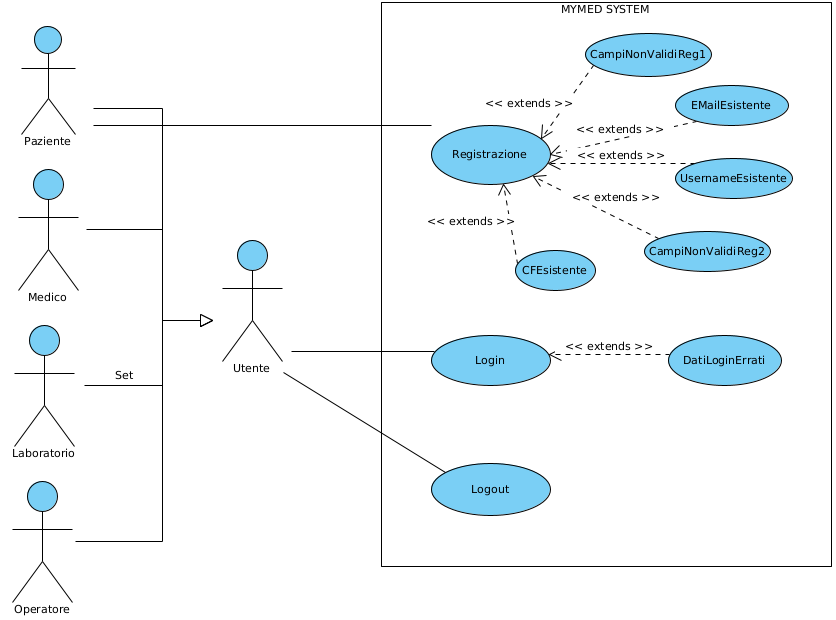 MYMED SYSTEM
CampiNonValidiReg1
<< extends >>
EMailEsistente
<< extends >>
Paziente
Registrazione
<< extends >>
UsernameEsistente
<< extends >>
<< extends >>
CampiNonValidiReg2
CFEsistente
Medico
Utente
<< extends >>
Login
DatiLoginErrati
Set
Laboratorio
Logout
Operatore